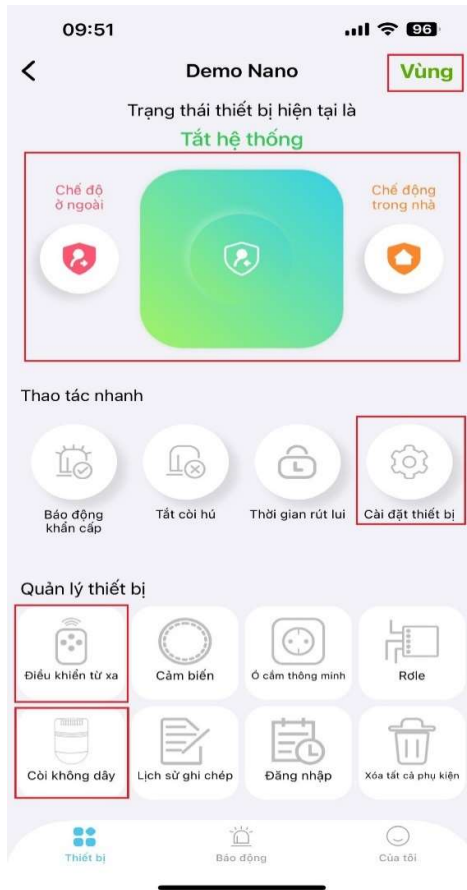 09:51
96
Demo Nano
Vùng
Trạng thái thiết bị hiện tại là
Tắt hệ thống
Chế độ
ở ngoài
Chế động
trong nhà
Thao tác nhanh
Báo động
khẩn cấp
Tắt còi hú
Thời gian rút lui
Cài đặt thiết bị
Quản lý thiết bị
Điều khiển từ xa
Cảm biến
Ổ cắm thông minh
Rơle
Còi không dây
Lịch sử ghi chép
Đăng nhập
Xóa tất cả phụ kiện
Thiết bị
Báo động
Của tôi